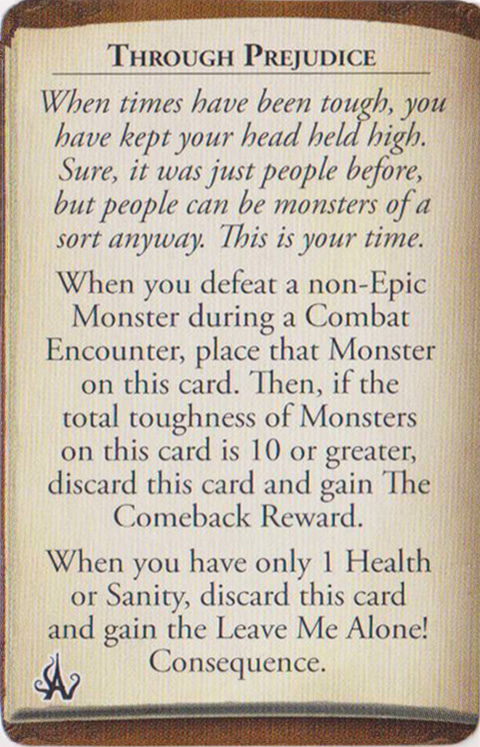 Through Prejudice
When times have been tough, you
have kept your head held high.
Sure, it was just people before,
but people can be monsters of a
sort anyway. This is your time.
When you defeat a non-Epic
Monster during a Combat
Encounter, place that Monster
on this card. Then, if the
total toughness of Monsters
on this card is 10 or greater,
discard this card and gain The
Comeback Reward.
When you have only 1 Health
or Sanity, discard this card
and gain the Leave Me Alone!
Consequence.